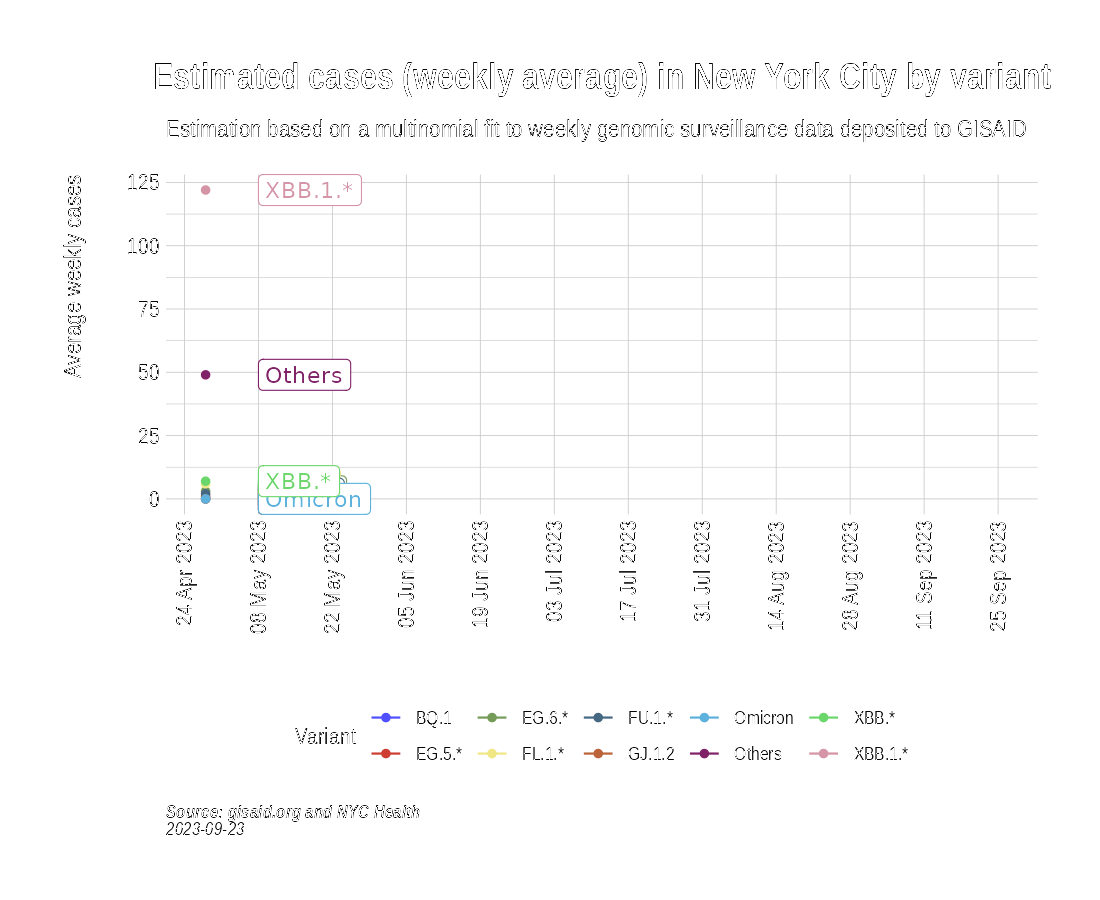 Estimated cases (weekly average) in New York City by variant
Estimation based on a multinomial fit to weekly genomic surveillance data deposited to GISAID
Average weekly cases
125
100
75
50
25
0
XBB.1.*
Others
XBB.*
Omicron
24 Apr 2023
08 May 2023
22 May 2023
05 Jun 2023
19 Jun 2023
03 Jul 2023
17 Jul 2023
31 Jul 2023
14 Aug 2023
28 Aug 2023
11 Sep 2023
25 Sep 2023
Variant
BQ.1 EG.6.* FU.1.* Omicron XBB.*
EG.5.* FL.1.* GJ.1.2 Others XBB.1.*
Source: gisaid.org and NYC Health
2023-09-23